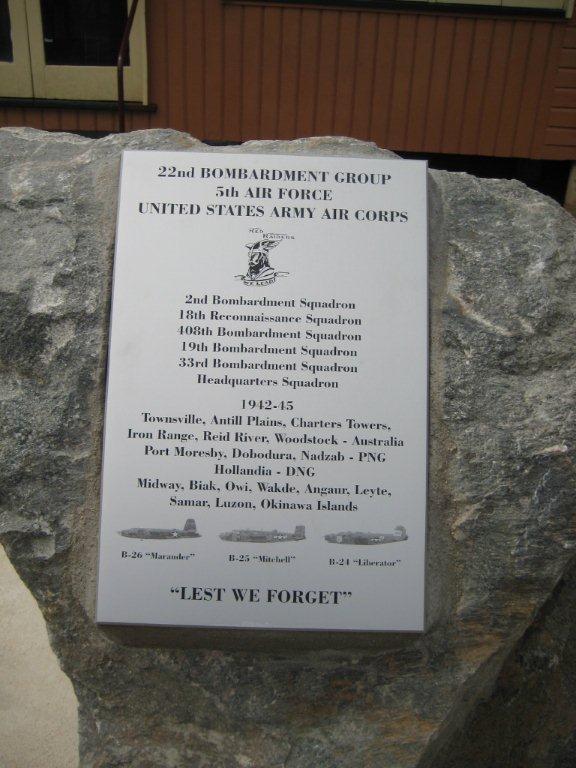 22nd BOMBARDMENT GROUP
5th AIR FORCE
UNITED STATES ARMY AIR CORPS
RED
RAIDERS
WE LEAD
2nd Bombardment Squadron
18th Reconnaissance Squadron
408th Bombardment Squadron
19th Bombardment Squadron
33rd Bombardment Squadron
Headquarters Squadron
1942-45
Townsville, Antill Plains, Charters Towers,
Iron Range, Reid River, Woodstock - Australia
Port Moresby, Dobodura, Nadzab - PNG
Hollandia - DNG
Midway, Biak, Owi, Wakde, Angaur, Leyte,
Samar, Luzon, Okinawa Islands
B-26 "Marauder" B-25 "Mitchell" B-24 "Liberator"
"LEST WE FORGET"